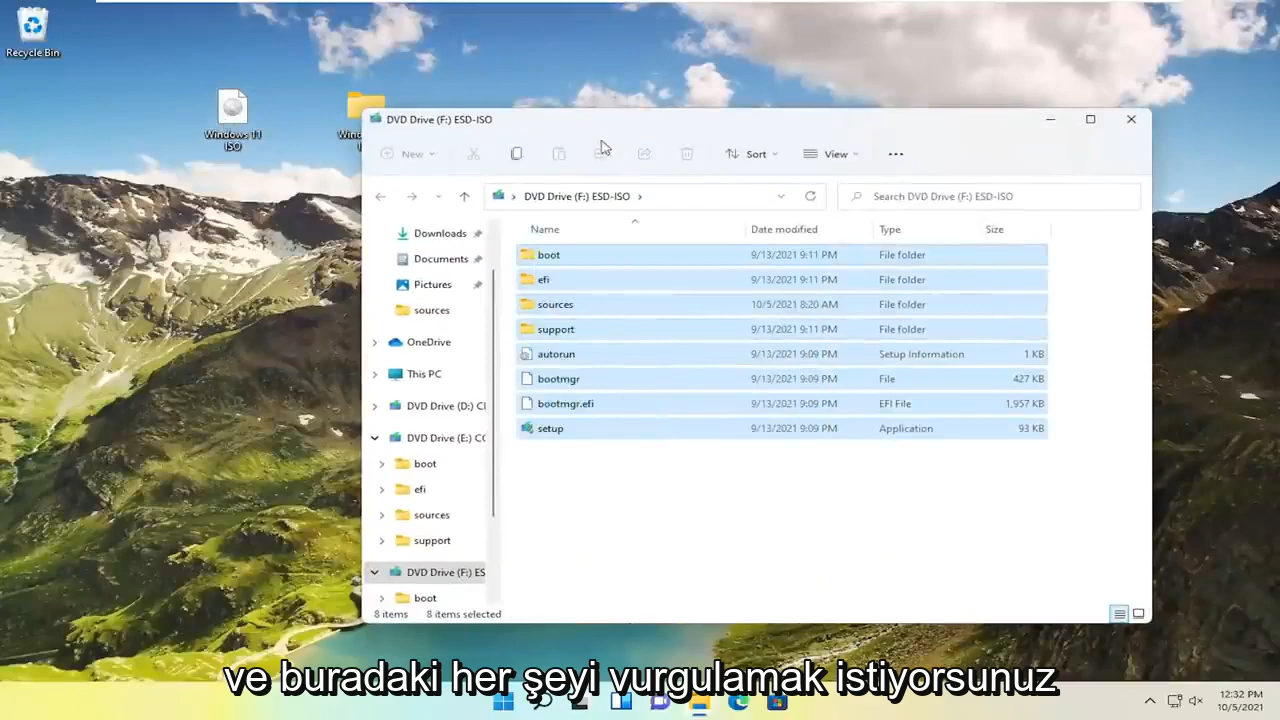 Recycle Bin
Windows 11
ISO
DVD Drive (F:) ESD-ISO
New
Sort
View
DVD Drive (F:) ESD-ISO
Search DVD Drive (F:) ESD-ISO
Name Date modified Type Size
Downloads
Documents
Pictures
sources
OneDrive
This PC
DVD Drive (D:)
DVD Drive (E:)
boot
efi
sources
support
DVD Drive (F:) ES
boot
boot 9/13/2021 9:11 PM File folder
efi 9/13/2021 9:11 PM File folder
sources 10/5/2021 8:20 AM File folder
support 9/13/2021 9:11 PM File folder
autorun 9/13/2021 9:09 PM Setup Information 1 KB
bootmgr 9/13/2021 9:09 PM File 427 KB
bootmgr.efi 9/13/2021 9:09 PM EFI File 1,957 KB
setup 9/13/2021 9:09 PM Application 93 KB
8 items 8 items selected
ve buradaki her şeyi vurgulamak istiyorsunuz
12:32 PM
10/5/2021